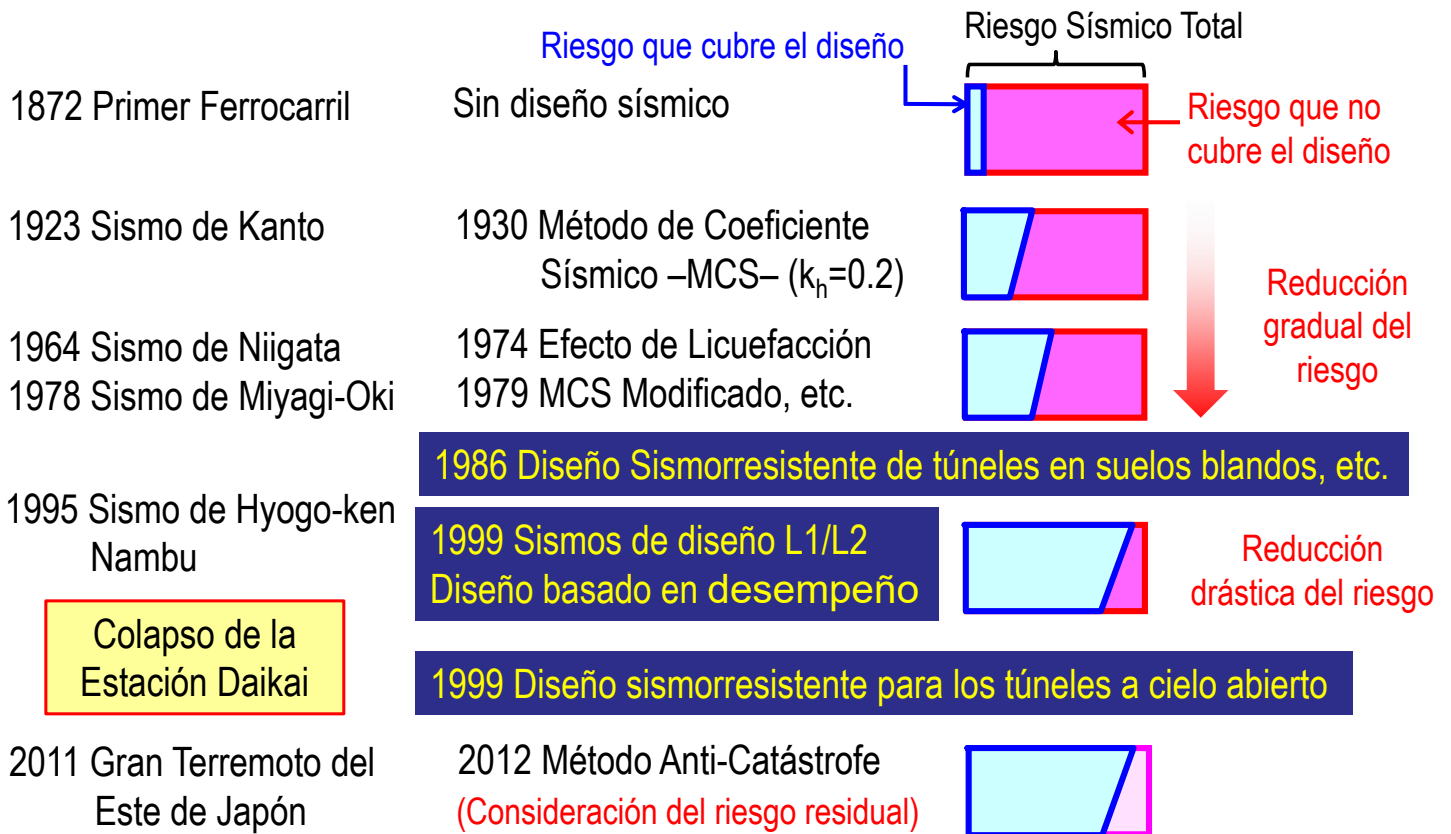 Riesgo Sísmico Total
Riesgo que cubre el diseño
1872 Primer Ferrocarril
Sin diseño sísmico
Riesgo que no
cubre el diseño
1923 Sismo de Kanto
1930 Método de Coeficiente
Sísmico –MCS– (kh=0.2)
Reducción
gradual del
riesgo
1964 Sismo de Niigata
1978 Sismo de Miyagi-Oki
1974 Efecto de Licuefacción
1979 MCS Modificado, etc.
1986 Diseño Sismorresistente de túneles en suelos blandos, etc.
1995 Sismo de Hyogo-ken
Nambu
1999 Sismos de diseño L1/L2
Diseño basado en desempeño
Reducción
drástica del riesgo
Colapso de la
Estación Daikai
1999 Diseño sismorresistente para los túneles a cielo abierto
2011 Gran Terremoto del
Este de Japón
2012 Método Anti-Catástrofe
(Consideración del riesgo residual)